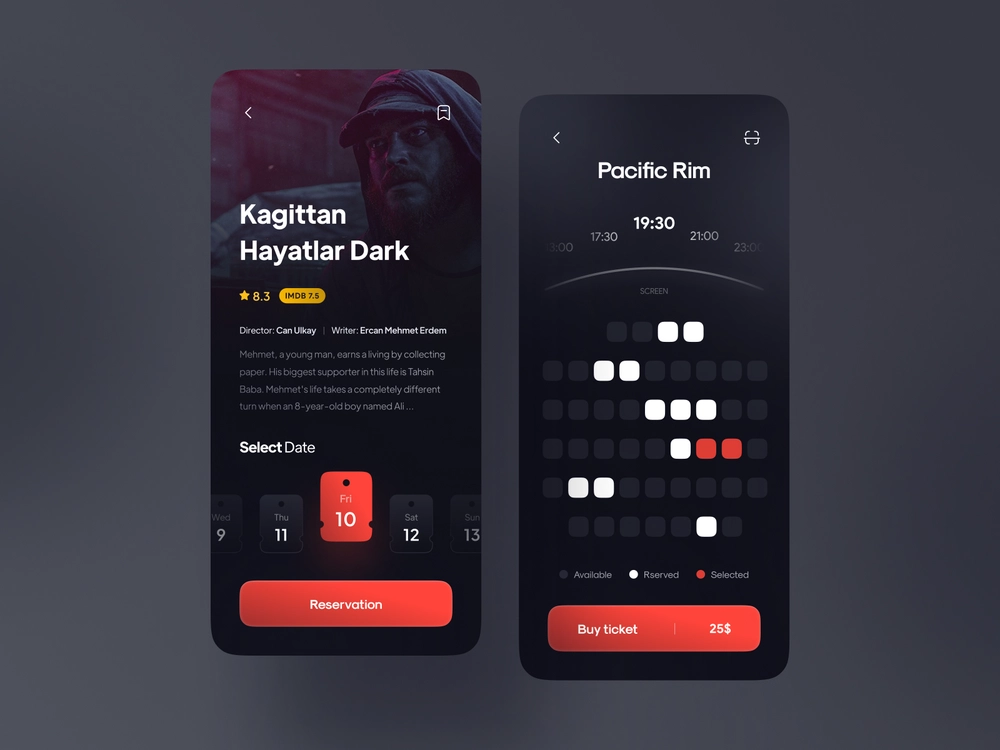 Kagittan
Hayatlar Dark
8.3 IMDB 7.5
Director: Can Ulkay | Writer: Ercan Mehmet Erdem
Mehmet, a young man, earns a living by collecting
paper. His biggest supporter in this life is Tahsin
Baba. Mehmet's life takes a completely different
turn when an 8-year-old boy named Ali ...
Select Date
Wed Thu Fri Sat Sun
9 11 10 12 13
Reservation
Pacific Rim
3:00 17:30 19:30 21:00 23:00
SCREEN
Available Rserved Selected
Buy ticket | 25$